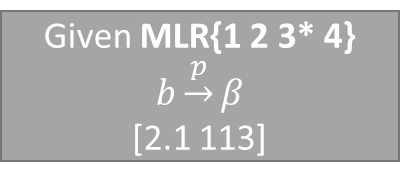 Given MLR{1 2 3* 4}
p
b → β
[2.1 113]